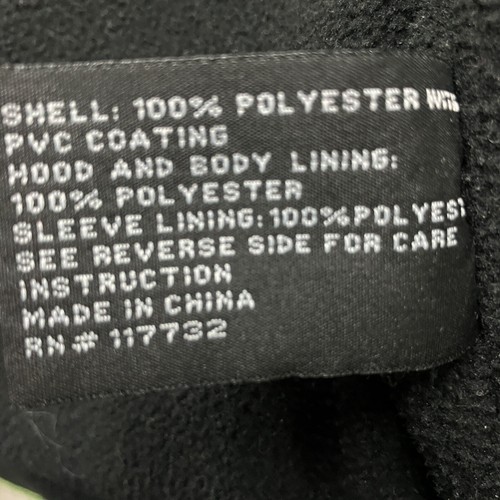 SHELL: 100% POLYESTER WITH
PVC COATING
HOOD AND BODY LINING:
100% POLYESTER
SLEEVE LINING: 100% POLYEST
SEE REVERSE SIDE FOR CARE
INSTRUCTION
MADE IN CHINA
RN# 117732